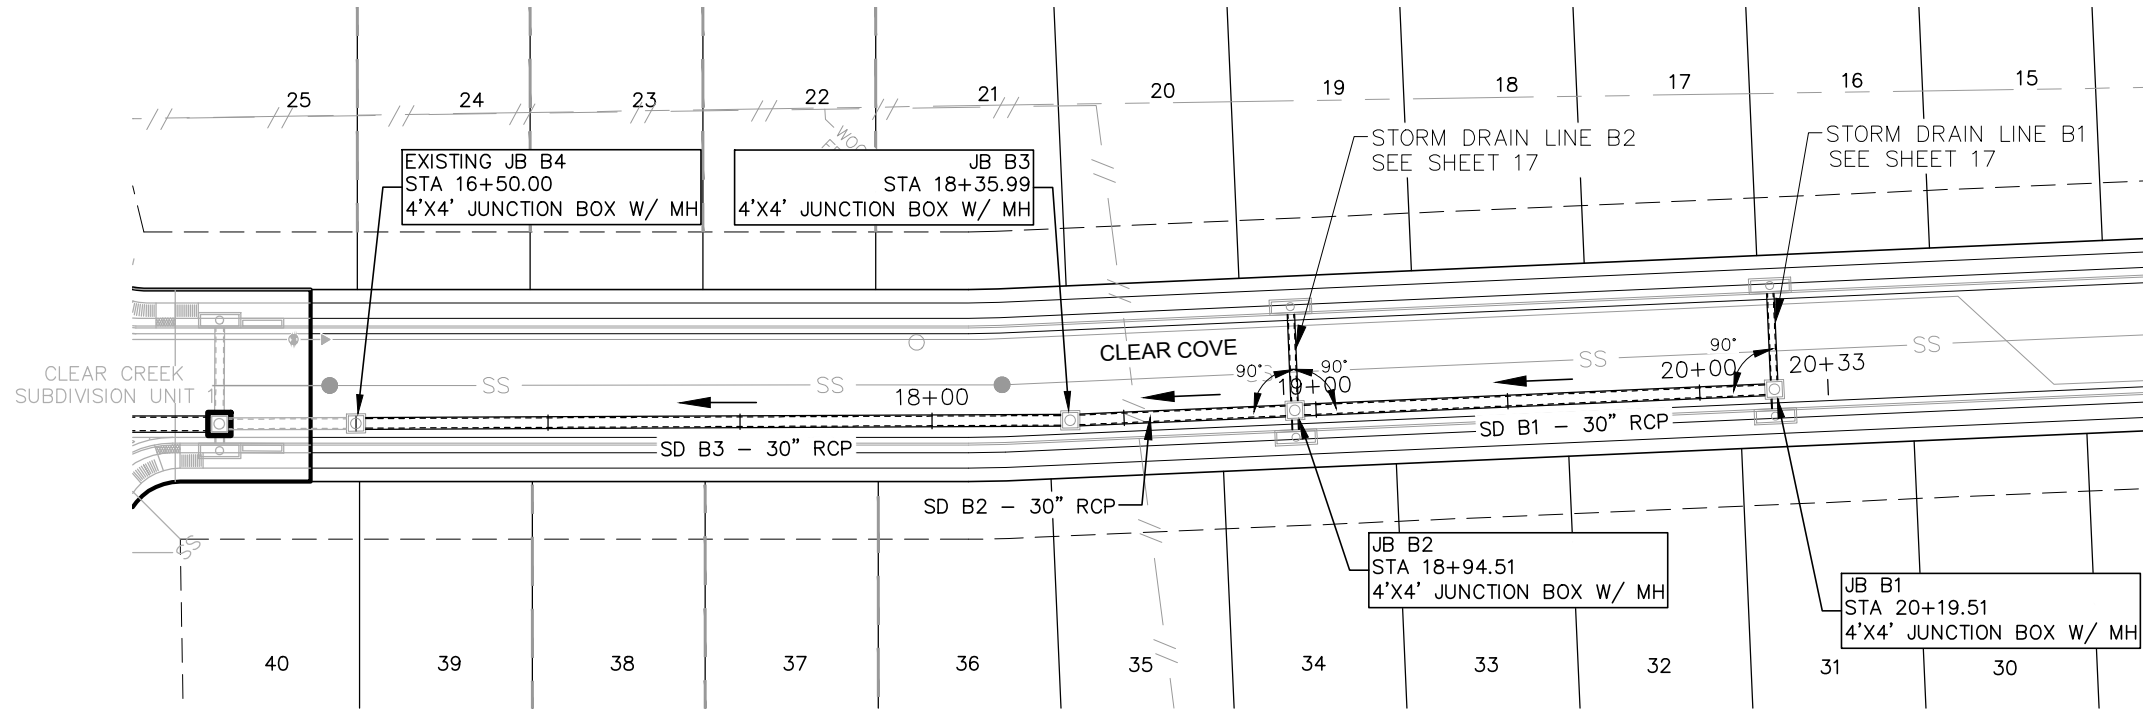 25
24
23
22
21
20
19
18
17
16
15
EXISTING JB B4
STA 16+50.00
4'X4' JUNCTION BOX W/ MH
JB B3
STA 18+35.99
4'X4' JUNCTION BOX W/ MH
STORM DRAIN LINE B2
SEE SHEET 17
STORM DRAIN LINE B1
SEE SHEET 17
CLEAR CREEK
SUBDIVISION UNIT 1
SS
SS
18+00
CLEAR COVE
90°
90°
19+00
SS
90°
20+00
20+33
SS
SD B3 - 30" RCP
SD B1 - 30" RCP
SD B2 - 30" RCP
SS
JB B2
STA 18+94.51
4'X4' JUNCTION BOX W/ MH
JB B1
STA 20+19.51
4'X4' JUNCTION BOX W/ MH
40
39
38
37
36
35
34
33
32
31
30